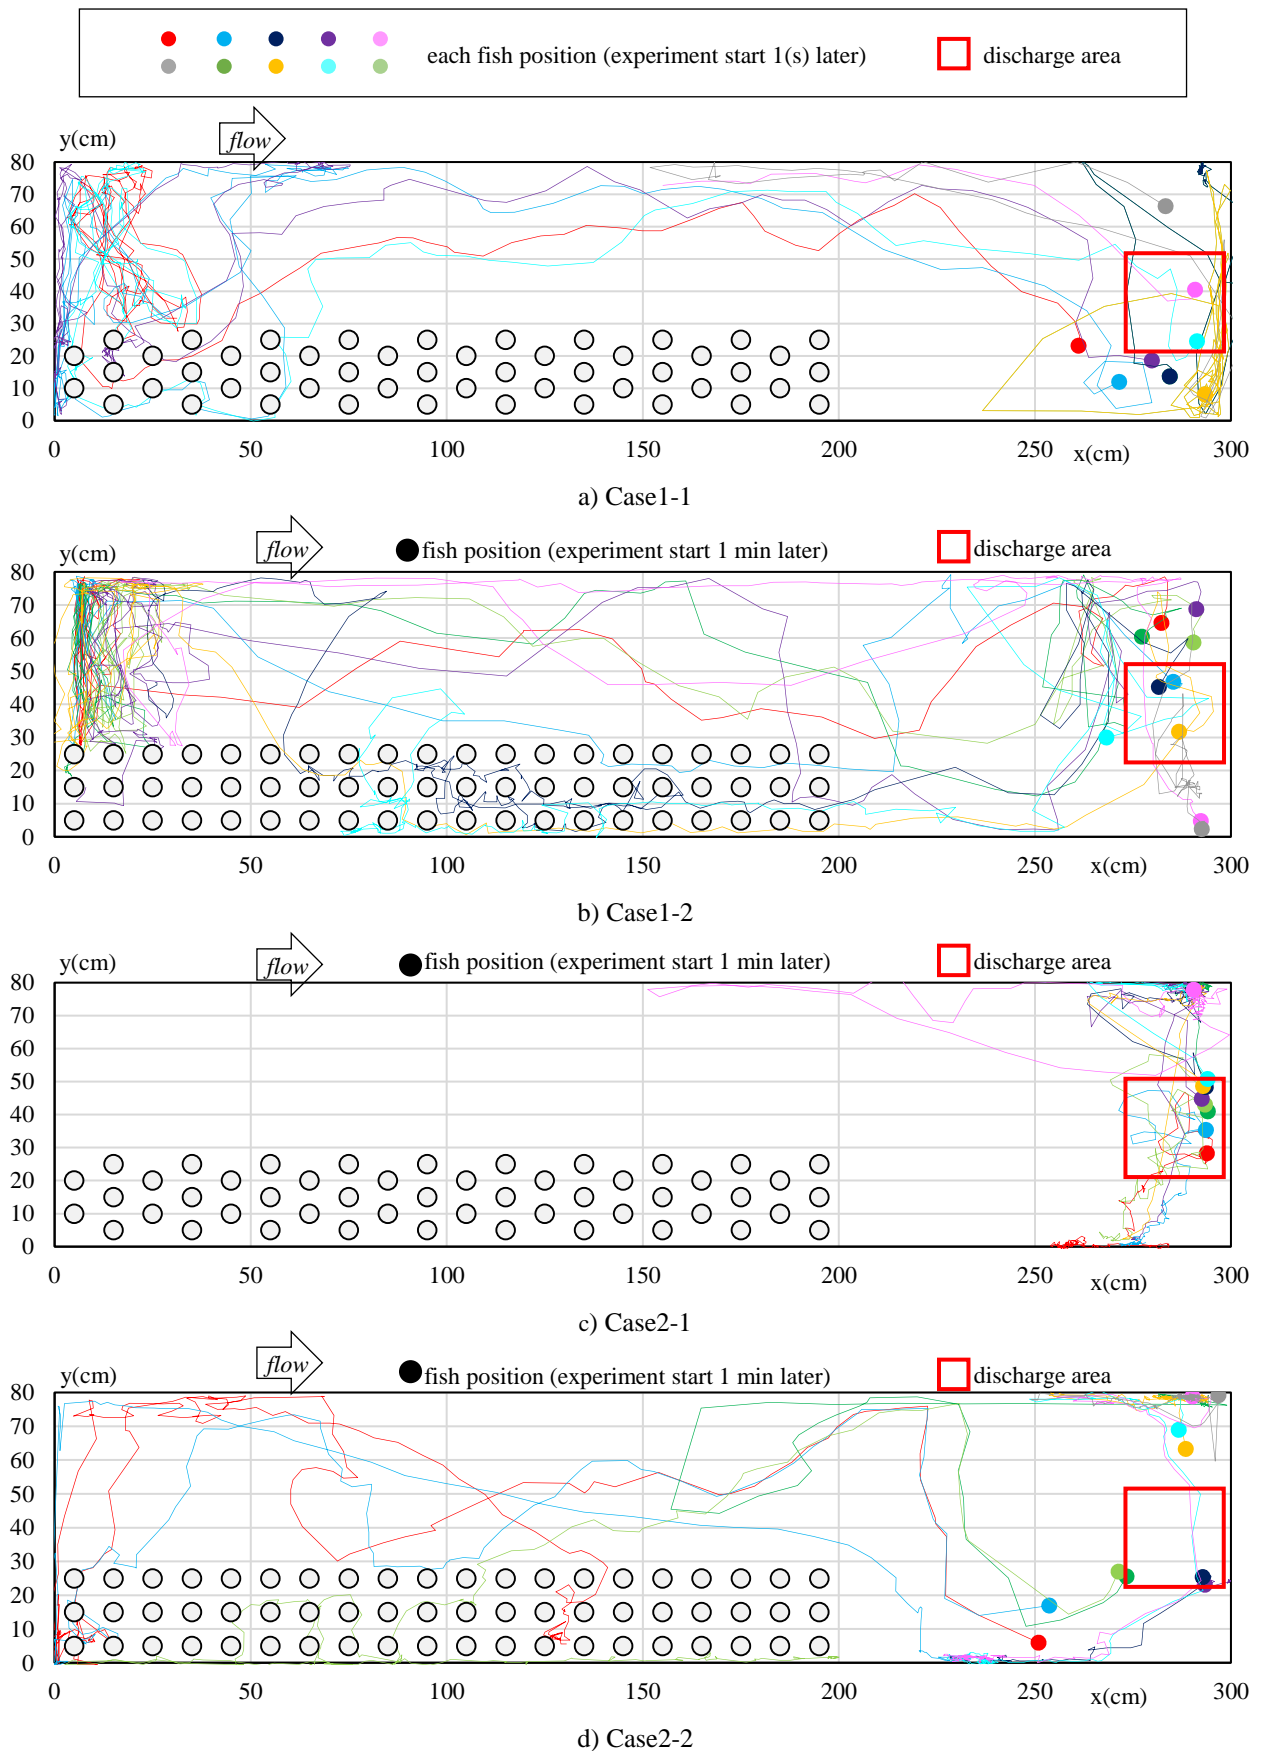 each fish position (experiment start 1(s) later) discharge area
y(cm) flow
80
70
60
50
40
30
20
10
0
0 50 100 150 200 250 x(cm) 300
a) Case1-1
y(cm) flow fish position (experiment start 1 min later) discharge area
80
70
60
50
40
30
20
10
0
0 50 100 150 200 250 x(cm) 300
b) Case1-2
y(cm) flow fish position (experiment start 1 min later) discharge area
80
70
60
50
40
30
20
10
0
0 50 100 150 200 250 x(cm) 300
c) Case2-1
y(cm) flow fish position (experiment start 1 min later) discharge area
80
70
60
50
40
30
20
10
0
0 50 100 150 200 250 x(cm) 300
d) Case2-2